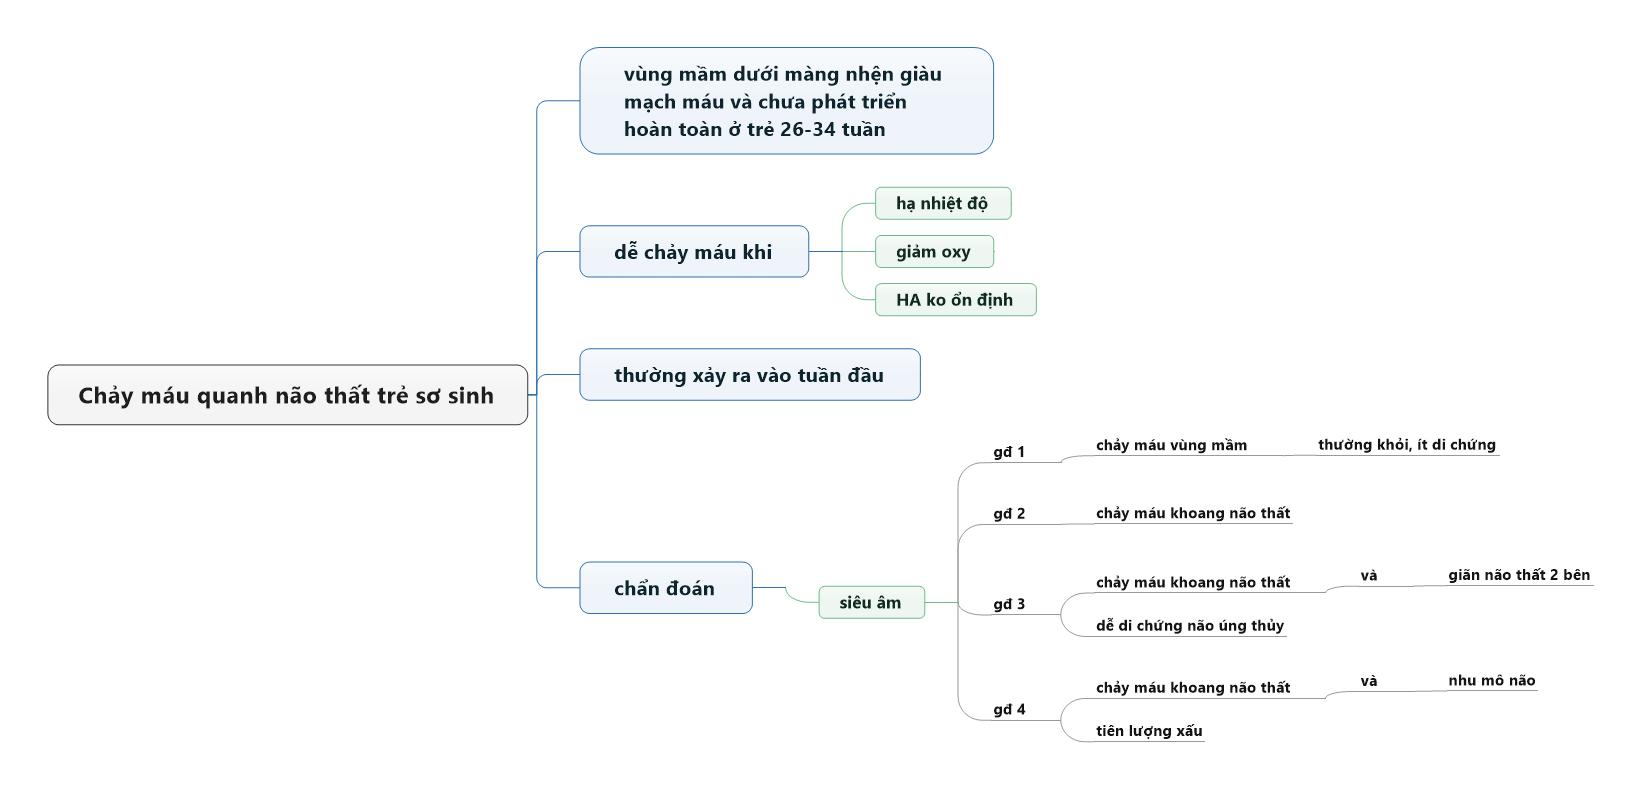 Chảy máu quanh não thất trẻ sơ sinh
vùng mầm dưới màng nhện giàu
mạch máu và chưa phát triển
hoàn toàn ở trẻ 26-34 tuần
dễ chảy máu khi
hạ nhiệt độ
giảm oxy
HA ko ổn định
thường xảy ra vào tuần đầu
chẩn đoán
siêu âm
gđ 1
chảy máu vùng mầm
thường khỏi, ít di chứng
gđ 2
chảy máu khoang não thất
gđ 3
chảy máu khoang não thất
và
giãn não thất 2 bên
dễ di chứng não úng thủy
gđ 4
chảy máu khoang não thất
và
nhu mô não
tiên lượng xấu